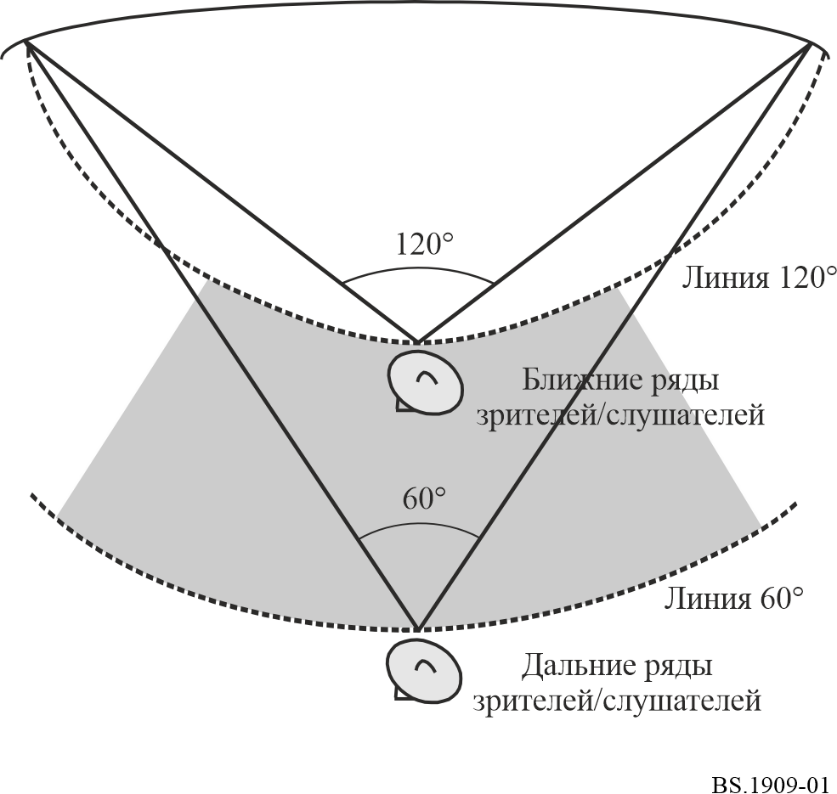 120°
Линия 120°
Ближние ряды
зрителей/слушателей
60°
Линия 60°
Дальние ряды
зрителей/слушателей
BS.1909-01